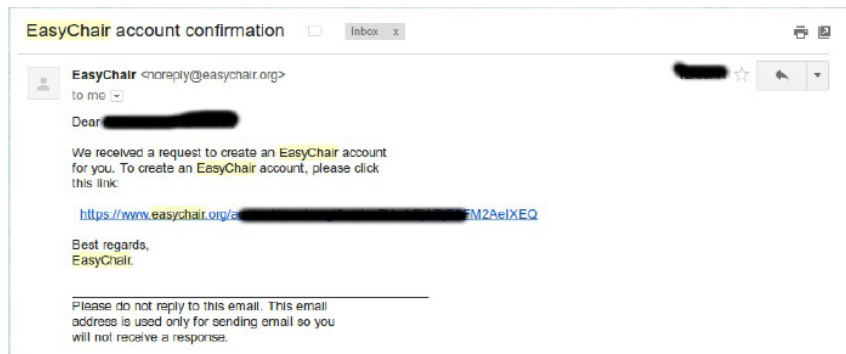 EasyChair account confirmation Inbox x
EasyChair <noreply@easychair.org>
to me
Dear
We received a request to create an EasyChair account
for you. To create an EasyChair account, please click
this link:
https://www.easychair.org/a FM2AeIXEQ
Best regards,
EasyChair.
Please do not reply to this email. This email
address is used only for sending email so you
will not receive a response.